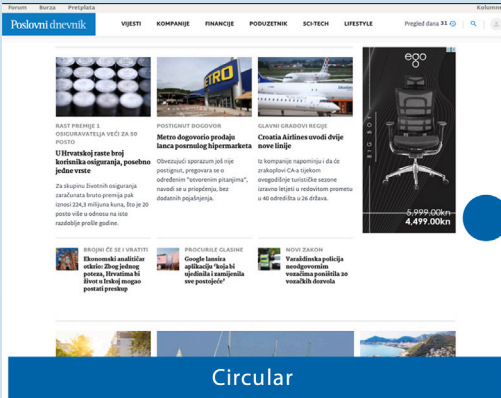 Forum Burza Pretplata Kolumne
Poslovni dnevnik VIJESTI KOMPANIJE FINANCIJE PODUZETNIK SCI-TECH LIFESTYLE Pregled dana 31
METRO
RAST PREMIJE I
OSIGURAVATELJA VEĆI ZA 50
POSTO
U Hrvatskoj raste broj
korisnika osiguranja, posebno
jedne vrste
Za skupinu životnih osiguranja
zaračunata bruto premija pak
iznosi 224,3 milijuna kuna, što je 20
posto više u odnosu na isto
razdoblje prošle godine.
POSTIGNUT DOGOVOR
Metro dogovorio prodaju
lanca posrnulog hipermarketa
Obvezujući sporazum još nije
postignut, pregovara se o
određenim "otvorenim pitanjima",
navodi se u priopćenju, bez
dodatnih pojašnjenja.
GLAVNI GRADOVI REGIJE
Croatia Airlines uvodi dvije
nove linije
Iz kompanije napominju i da će
zrakoplovi CA-a tijekom
ovogodišnje turističke sezone
izravno letjeti u redovitom prometu
u 40 odredišta u 26 država.
ego
BIG BOY
5,999.00kn
4,499.00kn
BROJNI ĆE SE I VRATITI
Ekonomski analitičar
otkrio: Zbog jednog
poteza, Hrvatima bi
život u Irskoj mogao
postati preskup
PROCURILE GLASINE
Google lansira
aplikaciju 'koja bi
ujedinila i zamijenila
sve postojeće'
NOVI ZAKON
Varaždinska policija
neodgovornim
vozačima poništila 20
vozačkih dozvola
Circular